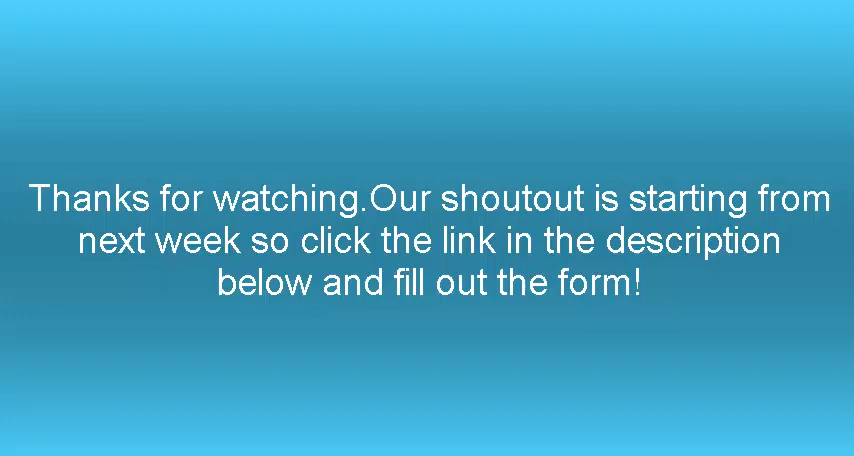 Thanks for watching.Our shoutout is starting from
next week so click the link in the description
below and fill out the form!